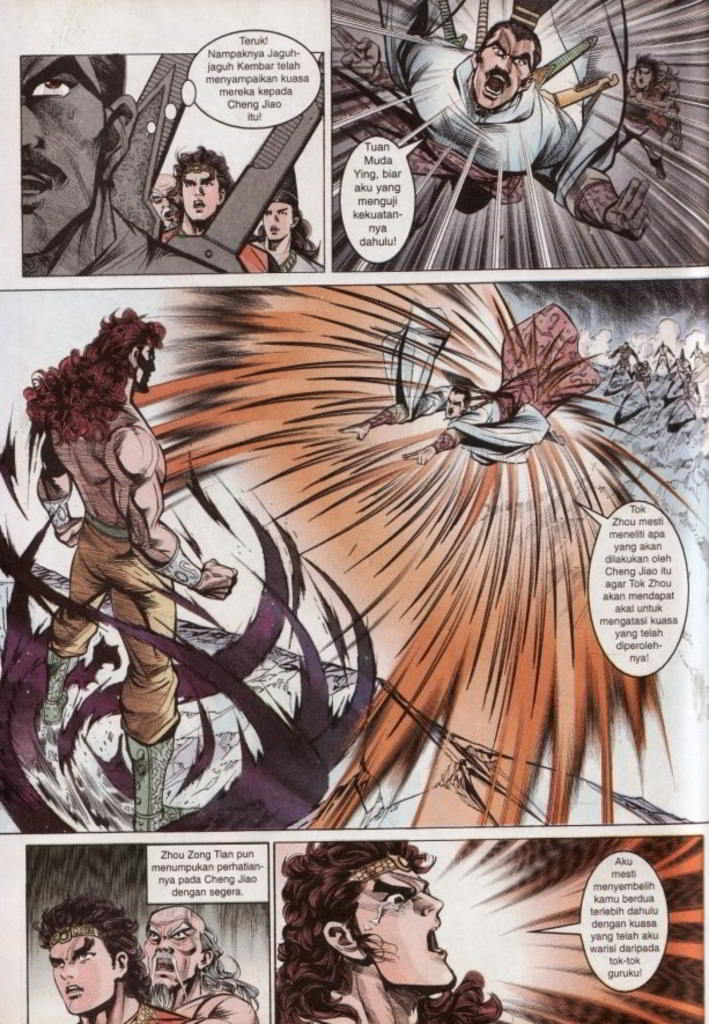 Teruk!
Nampaknya Jaguh-
jaguh Kembar telah
menyampaikan kuasa
mereka kepada
Cheng Jiao
itu!
Tuan
Muda
Ying, biar
aku yang
menguji
kekuatan-
nya
dahulu!
Tok
Zhou mesti
meneliti apa
yang akan
dilakukan oleh
Cheng Jiao itu
agar Tok Zhou
akan mendapat
akal untuk
mengatasi kuasa
yang telah
diperoleh-
nya!
Zhou Zong Tian pun
menumpukan perhatian-
nya pada Cheng Jiao
dengan segera.
Aku
mesti
menyembelih
kamu berdua
terlebih dahulu
dengan kuasa
yang telah aku
warisi daripada
tok-tok
guruku!